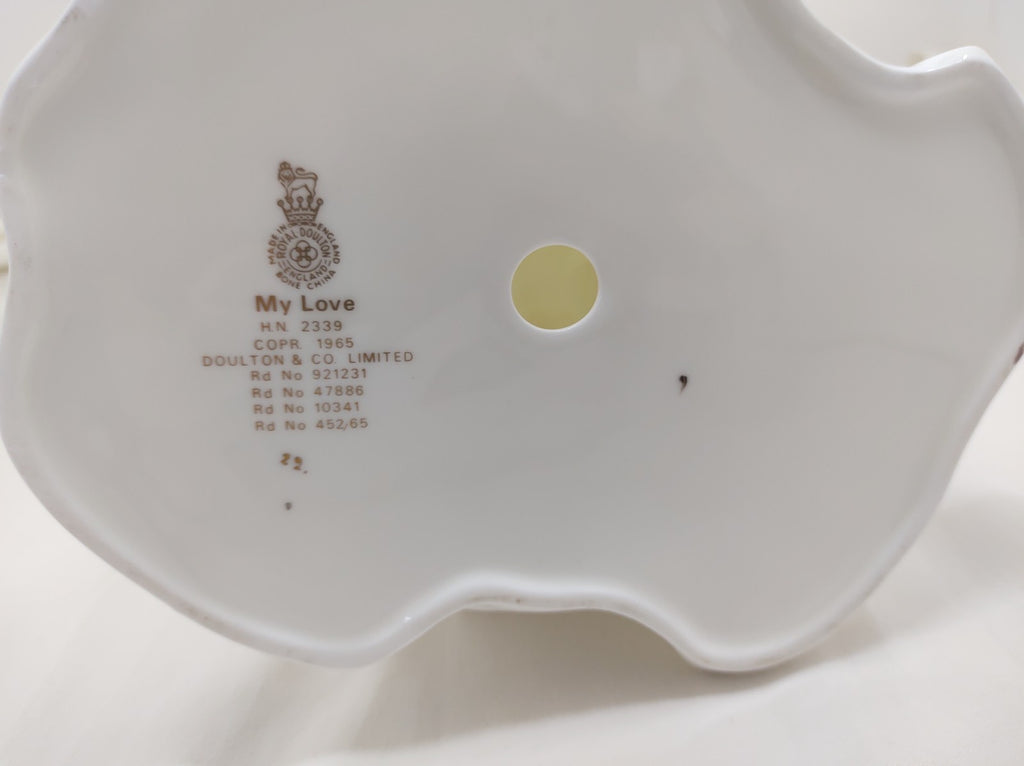 MADE IN ENGLAND
ROYAL DOULTON
ENGLAND
BONE CHINA
My Love
H.N. 2339
COPR. 1965
DOULTON & CO. LIMITED
Rd No 921231
Rd No 47886
Rd No 10341
Rd No 452/65
22.